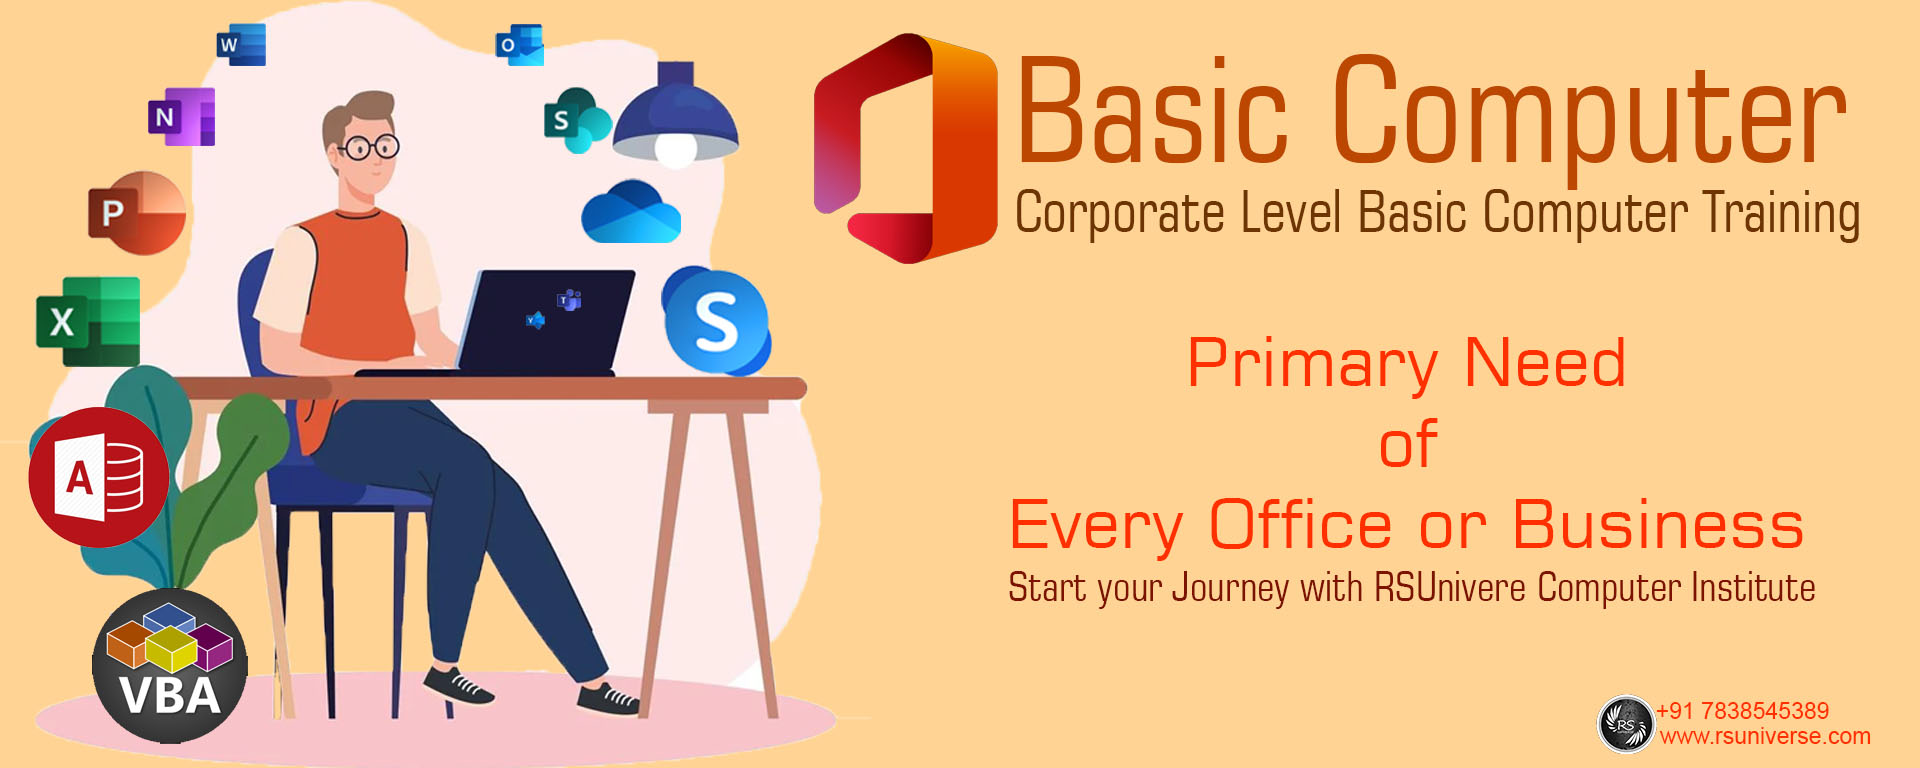 W
O
N
S
P
X
S
T
Y
A
VBA
Basic Computer
Corporate Level Basic Computer Training
Primary Need
of
Every Office or Business
Start your Journey with RSUnivere Computer Institute
RS
+91 7838545389
www.rsuniverse.com